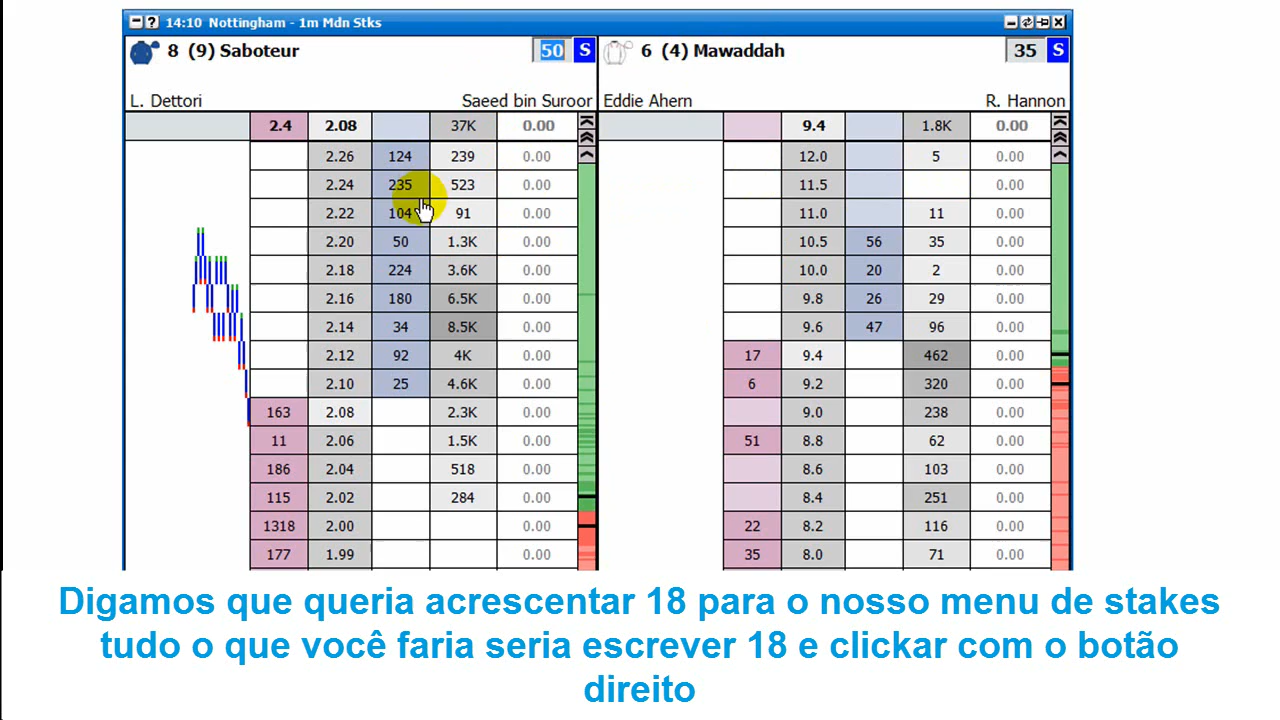 14:10 Nottingham - 1m Mdn Stks
8 (9) Saboteur 50 S 6 (4) Mawaddah 35 S
L. Dettori Saeed bin Suroor Eddie Ahern R. Hannon
2.4 2.08 37K 0.00 9.4 1.8K 0.00
2.26 124 239 0.00 12.0 5 0.00
2.24 235 523 0.00 11.5 0.00
2.22 104 91 0.00 11.0 11 0.00
2.20 50 1.3K 0.00 10.5 56 35 0.00
2.18 224 3.6K 0.00 10.0 20 2 0.00
2.16 180 6.5K 0.00 9.8 26 29 0.00
2.14 34 8.5K 0.00 9.6 47 96 0.00
2.12 92 4K 0.00 17 9.4 462 0.00
2.10 25 4.6K 0.00 6 9.2 320 0.00
163 2.08 2.3K 0.00 9.0 238 0.00
11 2.06 1.5K 0.00 51 8.8 62 0.00
186 2.04 518 0.00 8.6 103 0.00
115 2.02 284 0.00 8.4 251 0.00
1318 2.00 0.00 22 8.2 116 0.00
177 1.99 0.00 35 8.0 71 0.00
Digamos que queria acrescentar 18 para o nosso menu de stakes
tudo o que você faria seria escrever 18 e clickar com o botão
direito